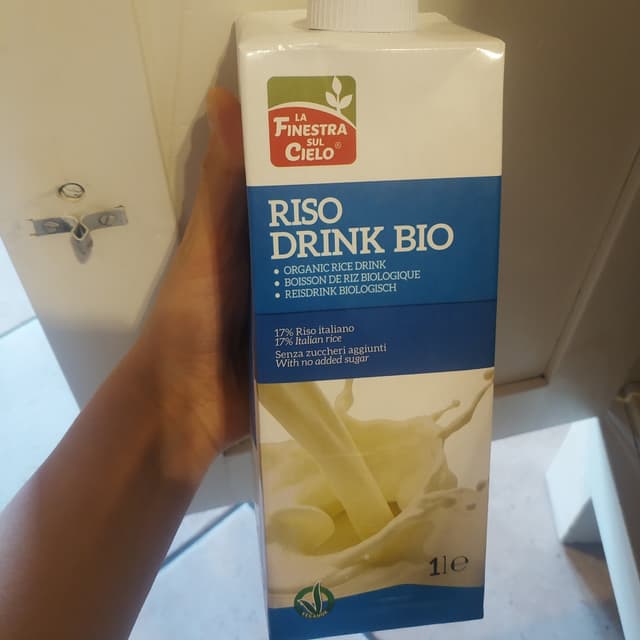 LA
FINESTRA
SUL
CIELO®
RISO
DRINK BIO
• ORGANIC RICE DRINK
• BOISSON DE RIZ BIOLOGIQUE
• REISDRINK BIOLOGISCH
17% Riso italiano
17% Italian rice
Senza zuccheri aggiunti
With no added sugar
1l e